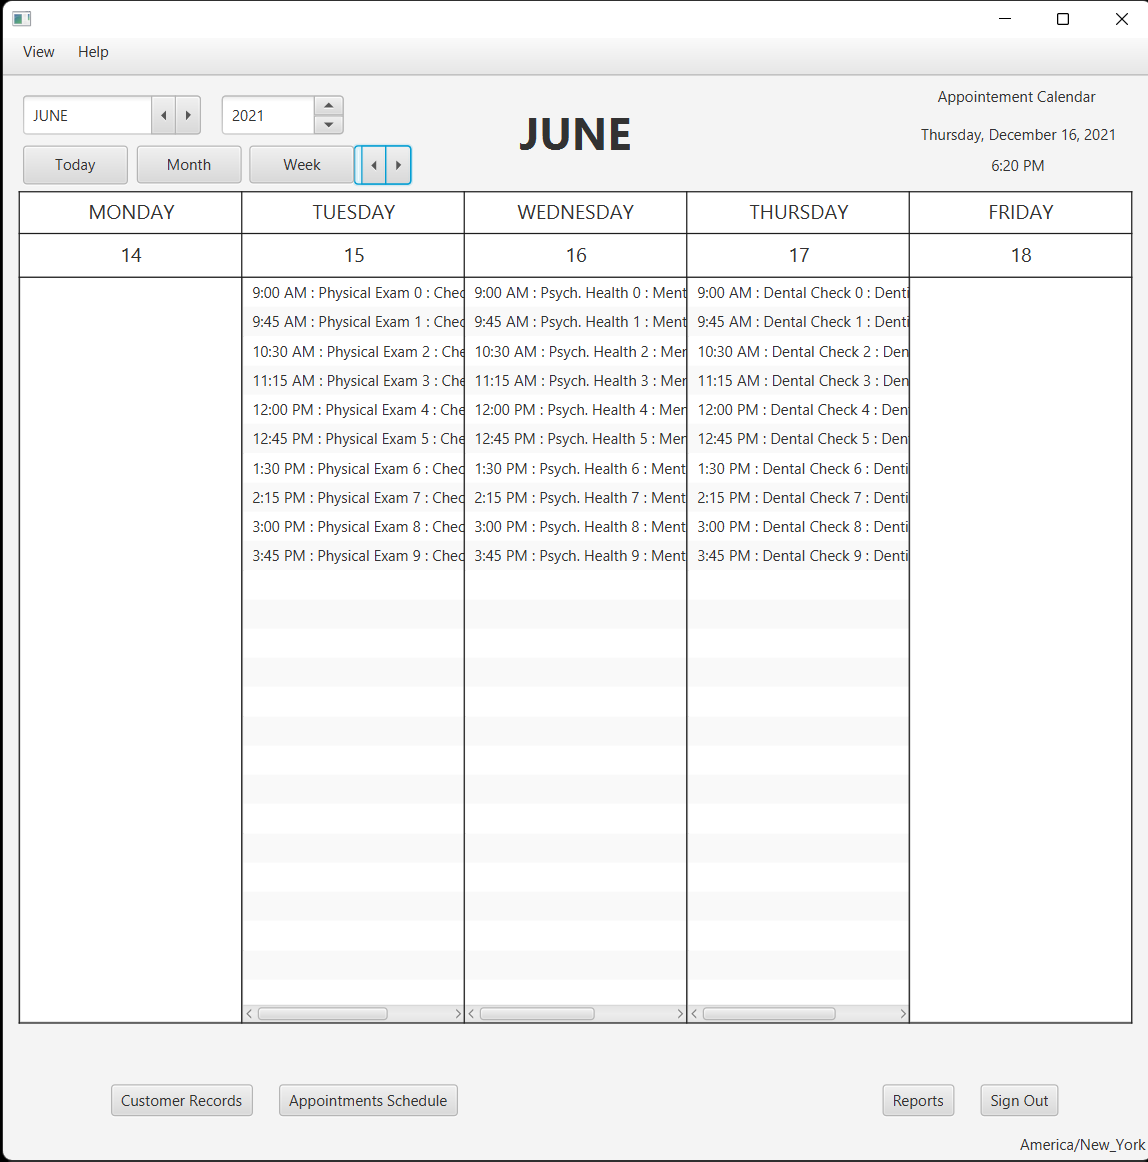 View Help
JUNE 2021
Today Month Week
JUNE
Appointement Calendar
Thursday, December 16, 2021
6:20 PM
MONDAY TUESDAY WEDNESDAY THURSDAY FRIDAY
14 15 16 17 18
9:00 AM : Physical Exam 0 : Chec 9:00 AM : Psych. Health 0 : Ment 9:00 AM : Dental Check 0 : Denti
9:45 AM : Physical Exam 1 : Chec 9:45 AM : Psych. Health 1 : Ment 9:45 AM : Dental Check 1 : Denti
10:30 AM : Physical Exam 2 : Che 10:30 AM : Psych. Health 2 : Mer 10:30 AM : Dental Check 2 : Den
11:15 AM : Physical Exam 3 : Che 11:15 AM : Psych. Health 3 : Mer 11:15 AM : Dental Check 3 : Den
12:00 PM : Physical Exam 4 : Che 12:00 PM : Psych. Health 4 : Mer 12:00 PM : Dental Check 4 : Den
12:45 PM : Physical Exam 5 : Che 12:45 PM : Psych. Health 5 : Mer 12:45 PM : Dental Check 5 : Den
1:30 PM : Physical Exam 6 : Chec 1:30 PM : Psych. Health 6 : Ment 1:30 PM : Dental Check 6 : Denti
2:15 PM : Physical Exam 7 : Chec 2:15 PM : Psych. Health 7 : Ment 2:15 PM : Dental Check 7 : Denti
3:00 PM : Physical Exam 8 : Chec 3:00 PM : Psych. Health 8 : Ment 3:00 PM : Dental Check 8 : Denti
3:45 PM : Physical Exam 9 : Chec 3:45 PM : Psych. Health 9 : Ment 3:45 PM : Dental Check 9 : Denti
Customer Records Appointments Schedule Reports Sign Out
America/New_York